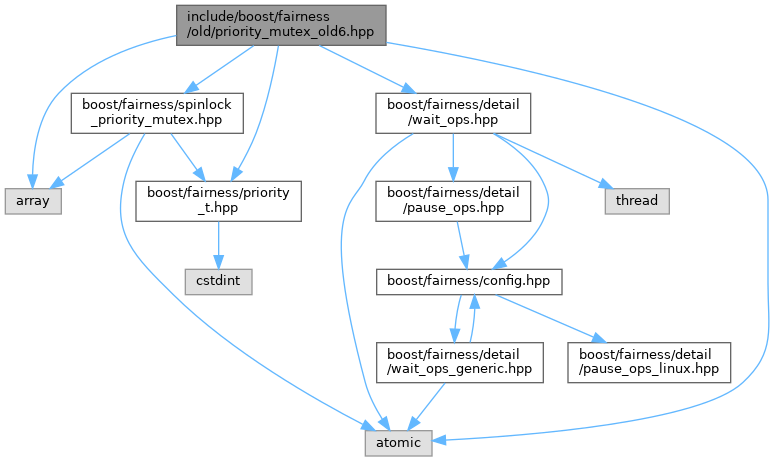 include/boost/fairness
/old/priority_mutex_old6.hpp
boost/fairness/spinlock
_priority_mutex.hpp
boost/fairness/detail
/wait_ops.hpp
array
boost/fairness/priority
_t.hpp
boost/fairness/detail
/pause_ops.hpp
thread
cstdint
boost/fairness/config.hpp
boost/fairness/detail
/wait_ops_generic.hpp
boost/fairness/detail
/pause_ops_linux.hpp
atomic